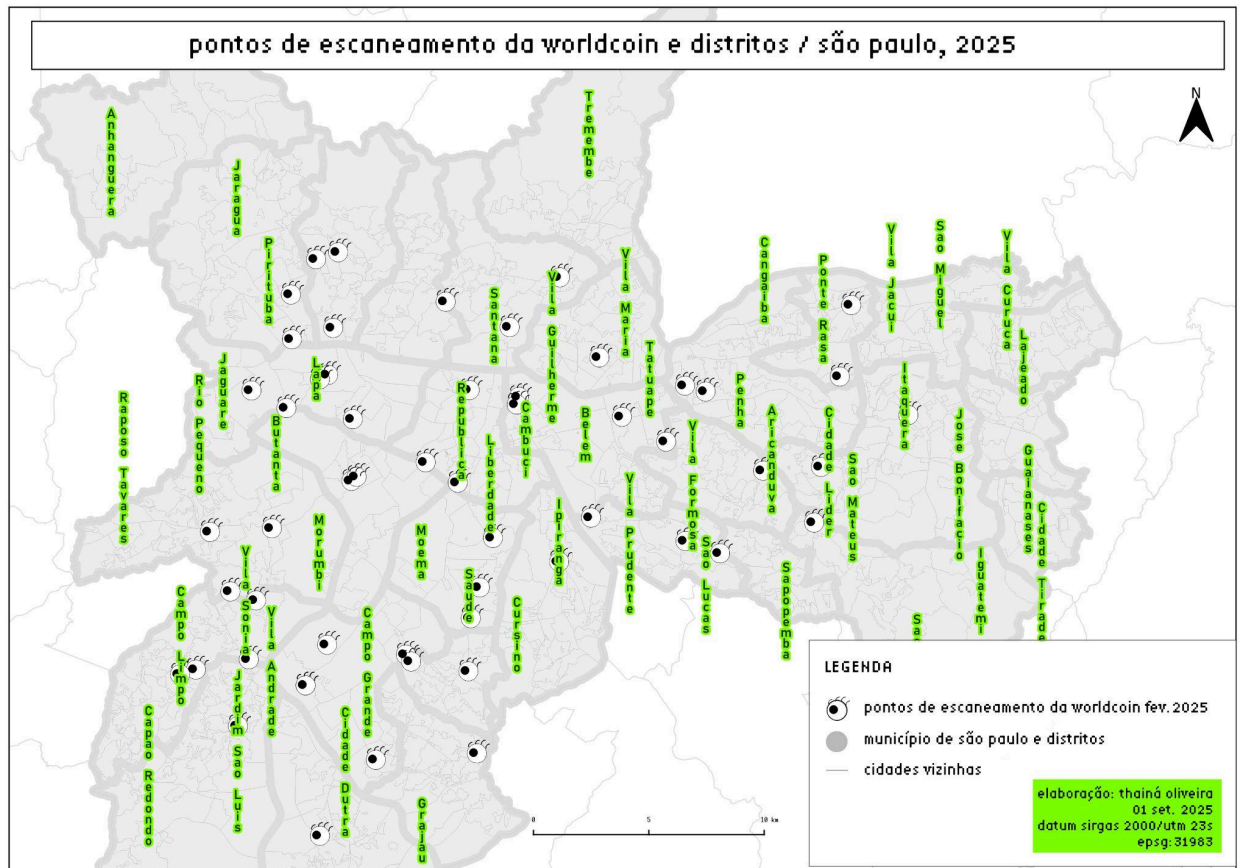 pontos de escaneamento da worldcoin e distritos / são paulo, 2025
N
Anhanguera
Jaragua
Tremembe
Pirituba
Santana
Vila Guilherme
Vila Maria
Cangaiba
Ponte Rasa
Vila Jacui
Sao Miguel
Vila Curuca
Lajeado
Raposo Tavares
Rio Pequeno
Jaguare
Lapa
Butanta
Republica
Liberdade
Cambuci
Belem
Tatuape
Penha
Vila Formosa
Aricanduva
Cidade Lider
Sao Mateus
Itaquera
Jose Bonifacio
Guaianases
Cidade Tirade
Morumbi
Moema
Ipiranga
Vila Prudente
Sao Lucas
Sapopemba
Iguatemi
Sao
Campo Limpo
Vila Sonia
Vila Andrade
Campo Grande
Saude
Cursino
Capao Redondo
Jardim Sao Luis
Cidade Dutra
Grajau
0 5 10 km
LEGENDA
pontos de escaneamento da worldcoin fev.2025
município de são paulo e distritos
cidades vizinhas
elaboração: thainá oliveira
01 set. 2025
datum sirgas 2000/utm 23s
epsg:31983